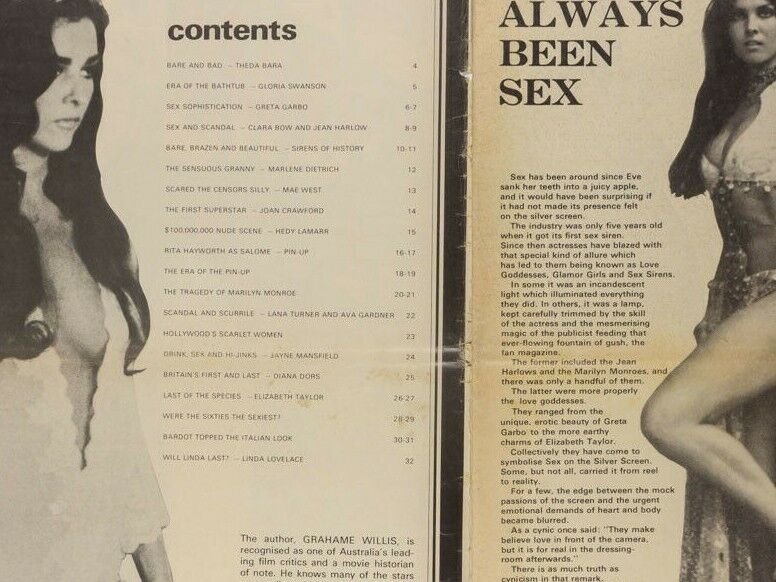 contents
BARE AND BAD – THEDA BARA 4
ERA OF THE BATHTUB – GLORIA SWANSON 5
SEX SOPHISTICATION – GRETA GARBO 6-7
SEX AND SCANDAL – CLARA BOW AND JEAN HARLOW 8-9
BARE, BRAZEN AND BEAUTIFUL – SIRENS OF HISTORY 10-11
THE SENSUOUS GRANNY – MARLENE DIETRICH 12
SCARED THE CENSORS SILLY – MAE WEST 13
THE FIRST SUPERSTAR – JOAN CRAWFORD 14
$100,000,000 NUDE SCENE – HEDY LAMARR 15
RITA HAYWORTH AS SALOME – PIN-UP 16-17
THE ERA OF THE PIN-UP 18-19
THE TRAGEDY OF MARILYN MONROE 20-21
SCANDAL AND SCURRILE – LANA TURNER AND AVA GARDNER 22
HOLLYWOOD'S SCARLET WOMEN 23
DRINK, SEX AND HI-JINKS – JAYNE MANSFIELD 24
BRITAIN'S FIRST AND LAST – DIANA DORS 25
LAST OF THE SPECIES – ELIZABETH TAYLOR 26-27
WERE THE SIXTIES THE SEXIEST? 28-29
BARDOT TOPPED THE ITALIAN LOOK 30-31
WILL LINDA LAST? – LINDA LOVELACE 32
The author, GRAHAME WILLIS, is
recognised as one of Australia's lead-
ing film critics and a movie historian
of note. He knows many of the stars
ALWAYS
BEEN
SEX
Sex has been around since Eve
sank her teeth into a juicy apple,
and it would have been surprising if
it had not made its presence felt
on the silver screen.
The industry was only five years old
when it got its first sex siren.
Since then actresses have blazed with
that special kind of allure which
has led to them being known as Love
Goddesses, Glamor Girls and Sex Sirens.
In some it was an incandescent
light which illuminated everything
they did. In others, it was a lamp,
kept carefully trimmed by the skill
of the actress and the mesmerising
magic of the publicist feeding that
ever-flowing fountain of gush, the
fan magazine.
The former included the Jean
Harlows and the Marilyn Monroes, and
there was only a handful of them.
The latter were more properly
the love goddesses.
They ranged from the
unique, erotic beauty of Greta
Garbo to the more earthy
charms of Elizabeth Taylor.
Collectively they have come to
symbolise Sex on the Silver Screen.
Some, but not all, carried it from reel
to reality.
For a few, the edge between the mock
passions of the screen and the urgent
emotional demands of heart and body
became blurred.
As a cynic once said: "They make
believe love in front of the camera,
but it is for real in the dressing-
room afterwards."
There is as much truth as
cynicism in that remark.